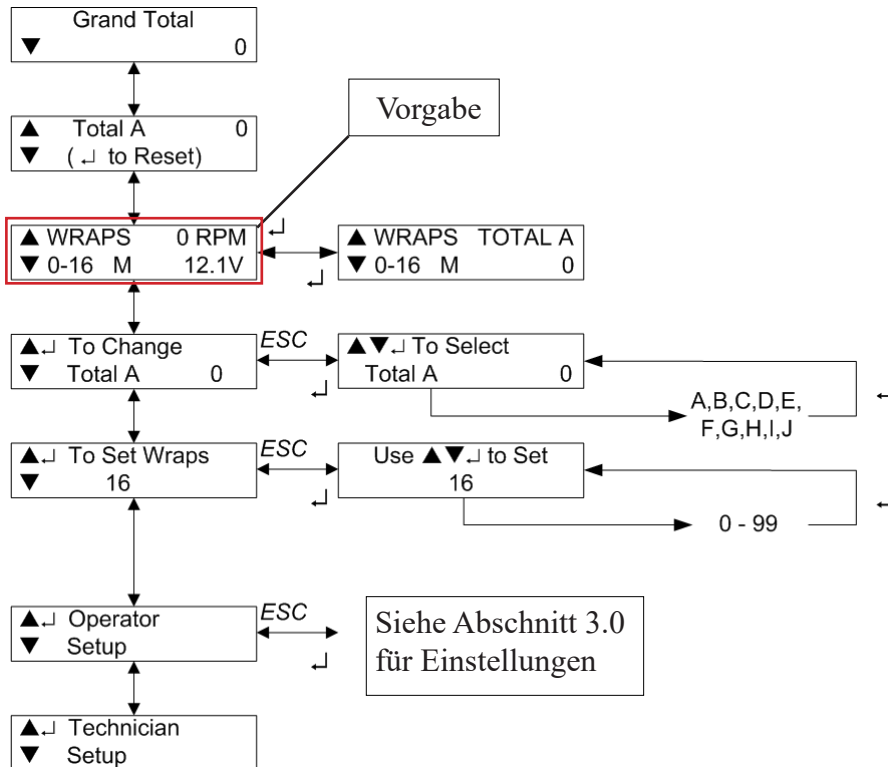 Grand Total
▼ 0
Vorgabe
▲ Total A 0
▼ ( ↵ to Reset)
▲ WRAPS 0 RPM
▼ 0-16 M 12.1V
↵
↵
▲ WRAPS TOTAL A
▼ 0-16 M 0
▲↵ To Change
▼ Total A 0
ESC
↵
▲▼↵ To Select
Total A 0
A,B,C,D,E,
F,G,H,I,J
▲↵ To Set Wraps
▼ 16
ESC
↵
Use ▲▼↵ to Set
16
0 - 99
▲↵ Operator
▼ Setup
ESC
↵
Siehe Abschnitt 3.0
für Einstellungen
▲↵ Technician
▼ Setup